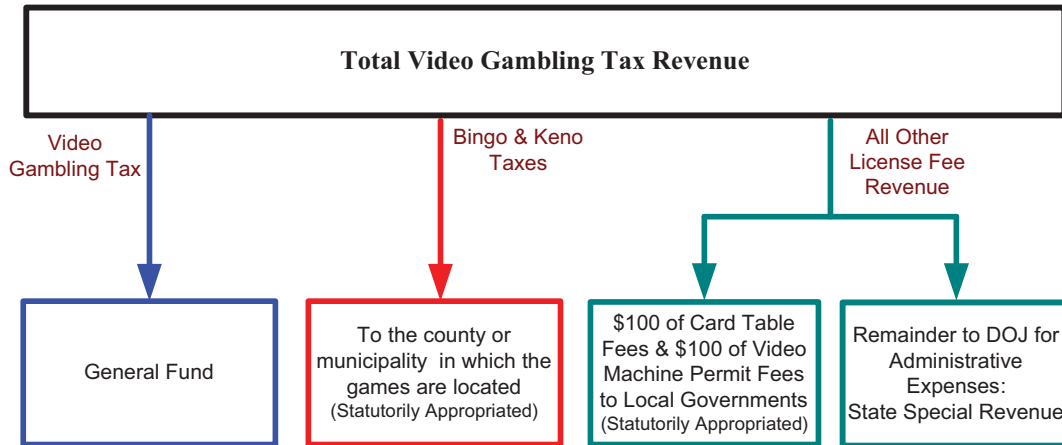 Total Video Gambling Tax Revenue
Video
Gambling Tax
Bingo & Keno
Taxes
All Other
License Fee
Revenue
General Fund
To the county or
municipality in which the
games are located
(Statutorily Appropriated)
$100 of Card Table
Fees & $100 of Video
Machine Permit Fees
to Local Governments
(Statutorily Appropriated)
Remainder to DOJ for
Administrative
Expenses:
State Special Revenue